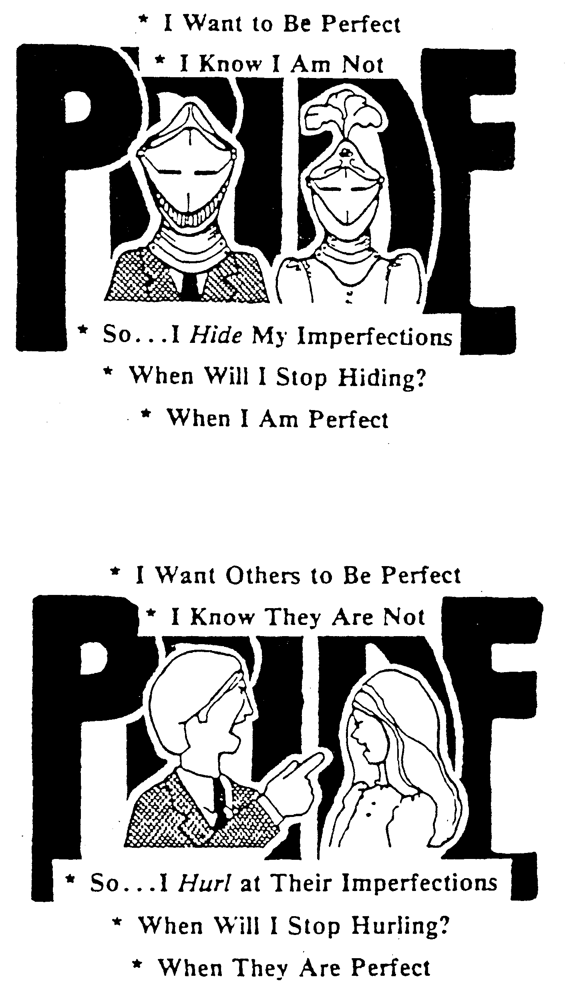 * I Want to Be Perfect
PRIDE
* I Know I Am Not
* So...I Hide My Imperfections
* When Will I Stop Hiding?
* When I Am Perfect
* I Want Others to Be Perfect
PRIDE
* I Know They Are Not
* So...I Hurl at Their Imperfections
* When Will I Stop Hurling?
* When They Are Perfect